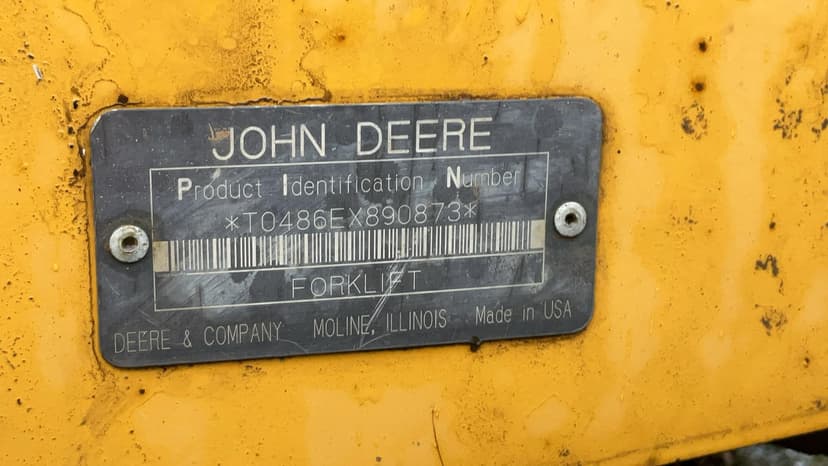 JOHN DEERE
Product Identification Number
*T0486EX890873*
FORKLIFT
DEERE & COMPANY MOLINE, ILLINOIS Made in USA